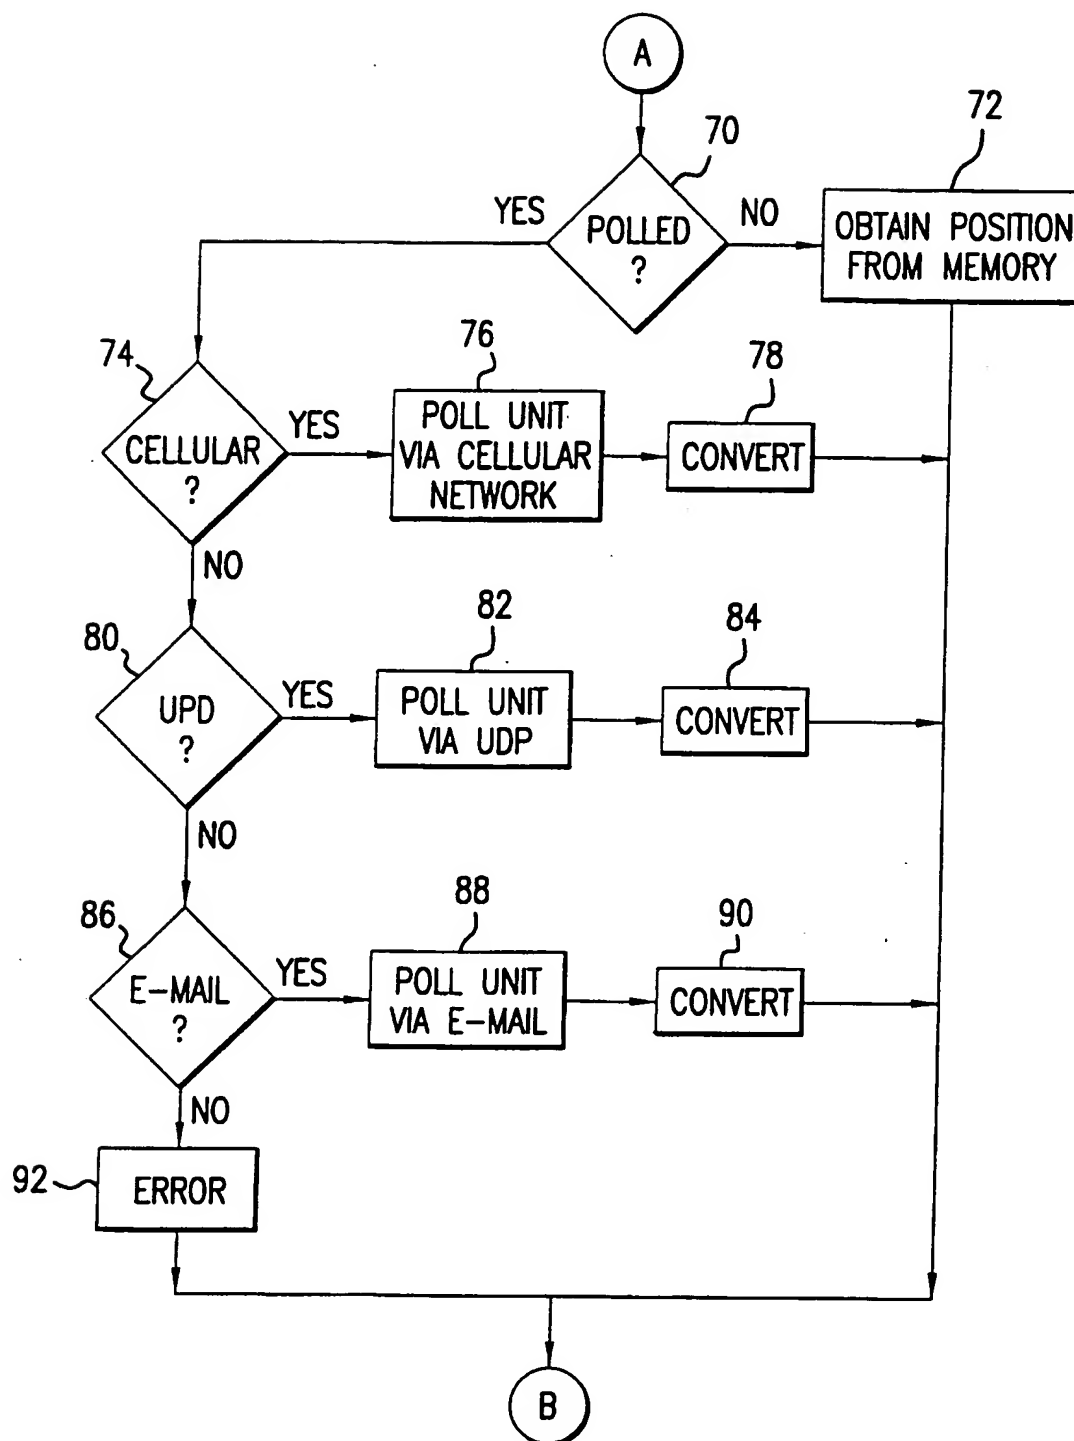 A
70
72
POLLED
?
YES
NO
OBTAIN POSITION
FROM MEMORY
74
CELLULAR
?
YES
76
POLL UNIT
VIA CELLULAR
NETWORK
78
CONVERT
NO
80
UPD
?
YES
82
POLL UNIT
VIA UDP
84
CONVERT
NO
86
E-MAIL
?
YES
88
POLL UNIT
VIA E-MAIL
90
CONVERT
NO
92
ERROR
B